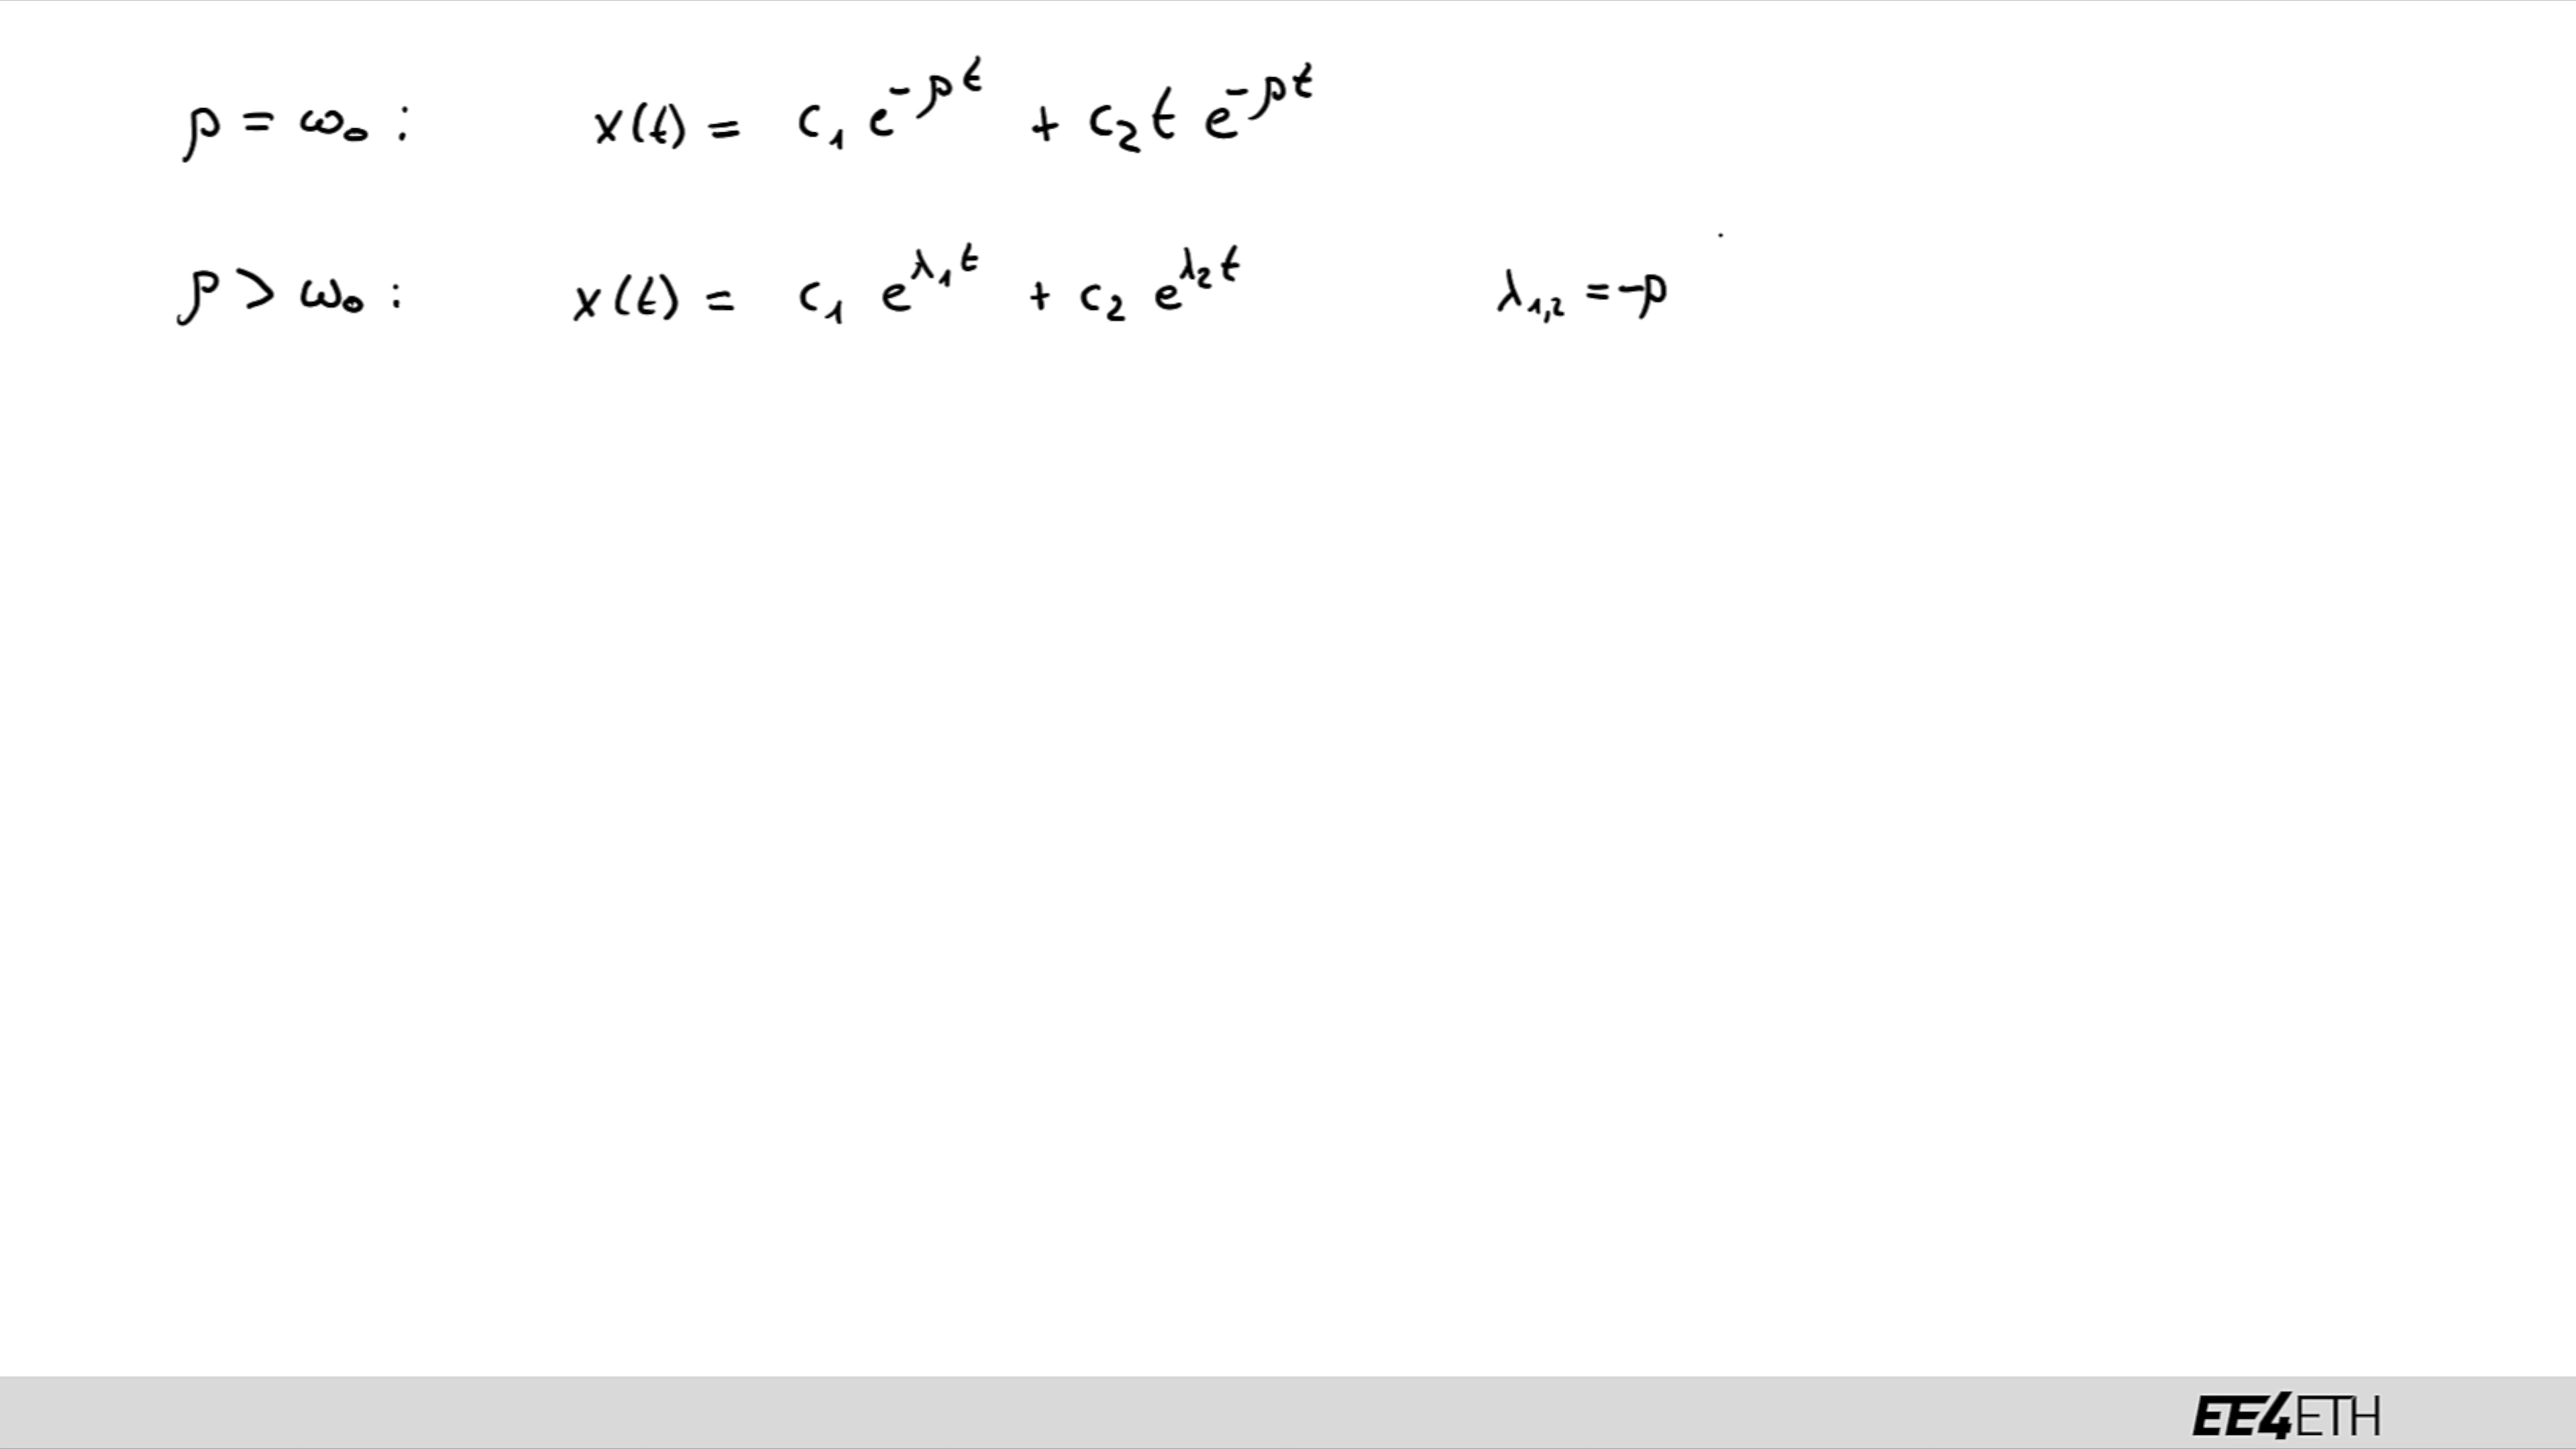 ρ = ω₀ : x(t) = c₁ e^{-ρt} + c₂ t e^{-ρt}
ρ > ω₀ : x(t) = c₁ e^{λ₁t} + c₂ e^{λ₂t} λ₁,₂ = -ρ
EE4ETH